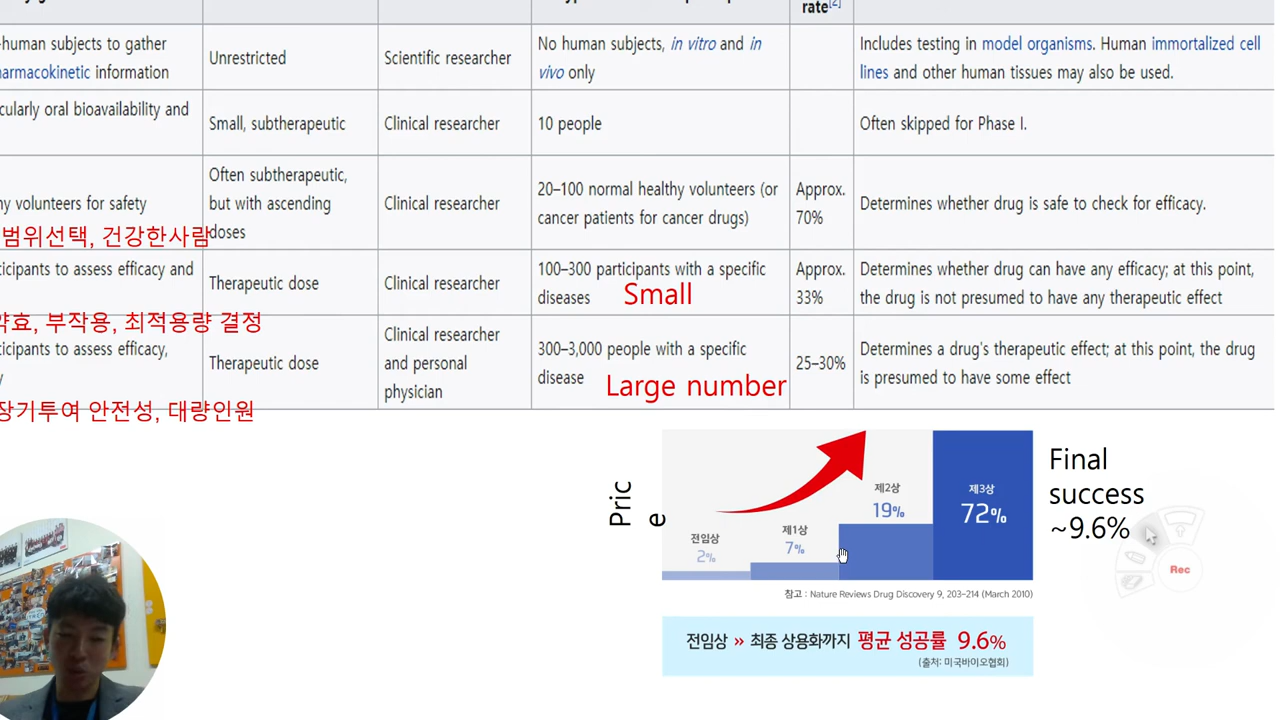 rate[2]
-human subjects to gather
pharmacokinetic information
Unrestricted
Scientific researcher
No human subjects, in vitro and in
vivo only
Includes testing in model organisms. Human immortalized cell
lines and other human tissues may also be used.
oral bioavailability and
Small, subtherapeutic
Clinical researcher
10 people
Often skipped for Phase I.
volunteers for safety
Often subtherapeutic,
but with ascending
doses
Clinical researcher
20–100 normal healthy volunteers (or
cancer patients for cancer drugs)
Approx.
70%
Determines whether drug is safe to check for efficacy.
범위선택, 건강한사람
to assess efficacy and
Therapeutic dose
Clinical researcher
100–300 participants with a specific
diseases
Small
Approx.
33%
Determines whether drug can have any efficacy; at this point,
the drug is not presumed to have any therapeutic effect
약효, 부작용, 최적용량 결정
to assess efficacy,
Therapeutic dose
Clinical researcher
and personal
physician
300–3,000 people with a specific
disease
Large number
25–30%
Determines a drug's therapeutic effect; at this point, the drug
is presumed to have some effect
장기투여 안전성, 대량인원
Pric
e
전임상
2%
제1상
7%
제2상
19%
제3상
72%
Final
success
~9.6%
Rec
참고 : Nature Reviews Drug Discovery 9, 203-214 (March 2010)
전임상 » 최종 상용화까지 평균 성공률 9.6%
(출처: 미국바이오협회)